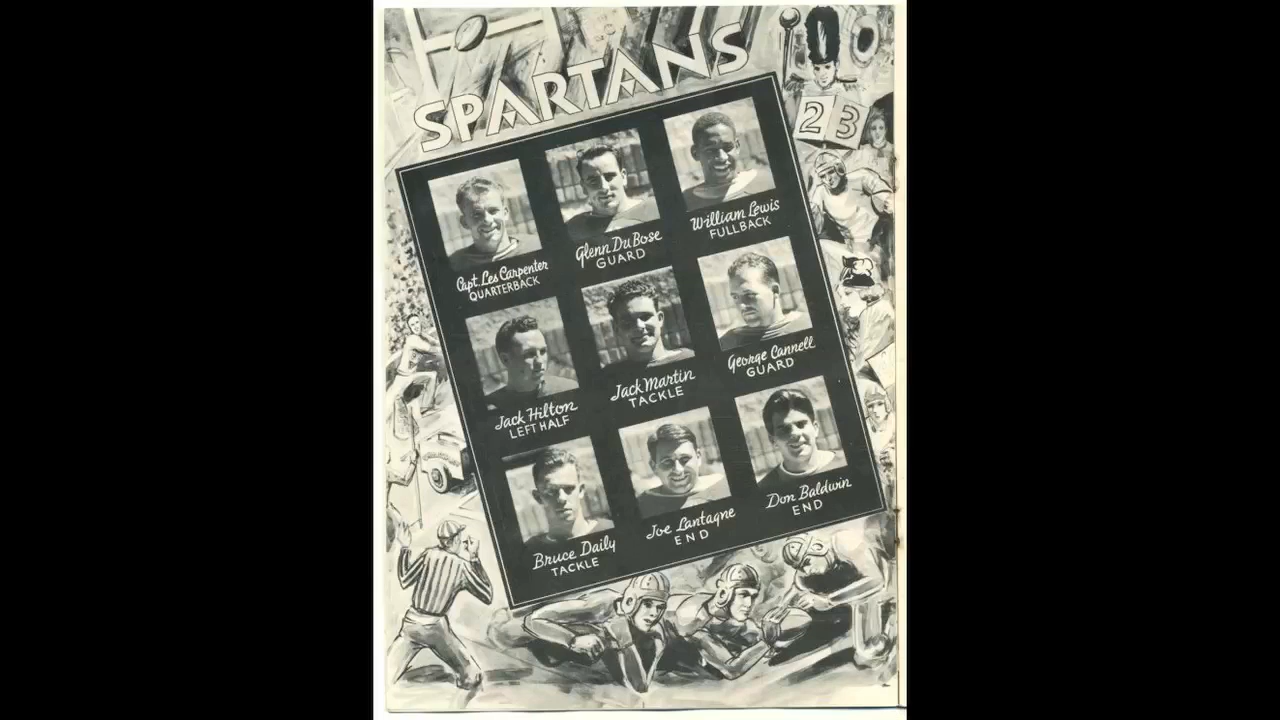 SPARTANS
23
Capt. Les Carpenter
QUARTERBACK
Glenn Du Bose
GUARD
William Lewis
FULLBACK
Jack Hilton
LEFT HALF
Jack Martin
TACKLE
George Cannell
GUARD
Bruce Daily
TACKLE
Joe Lantagne
END
Don Baldwin
END